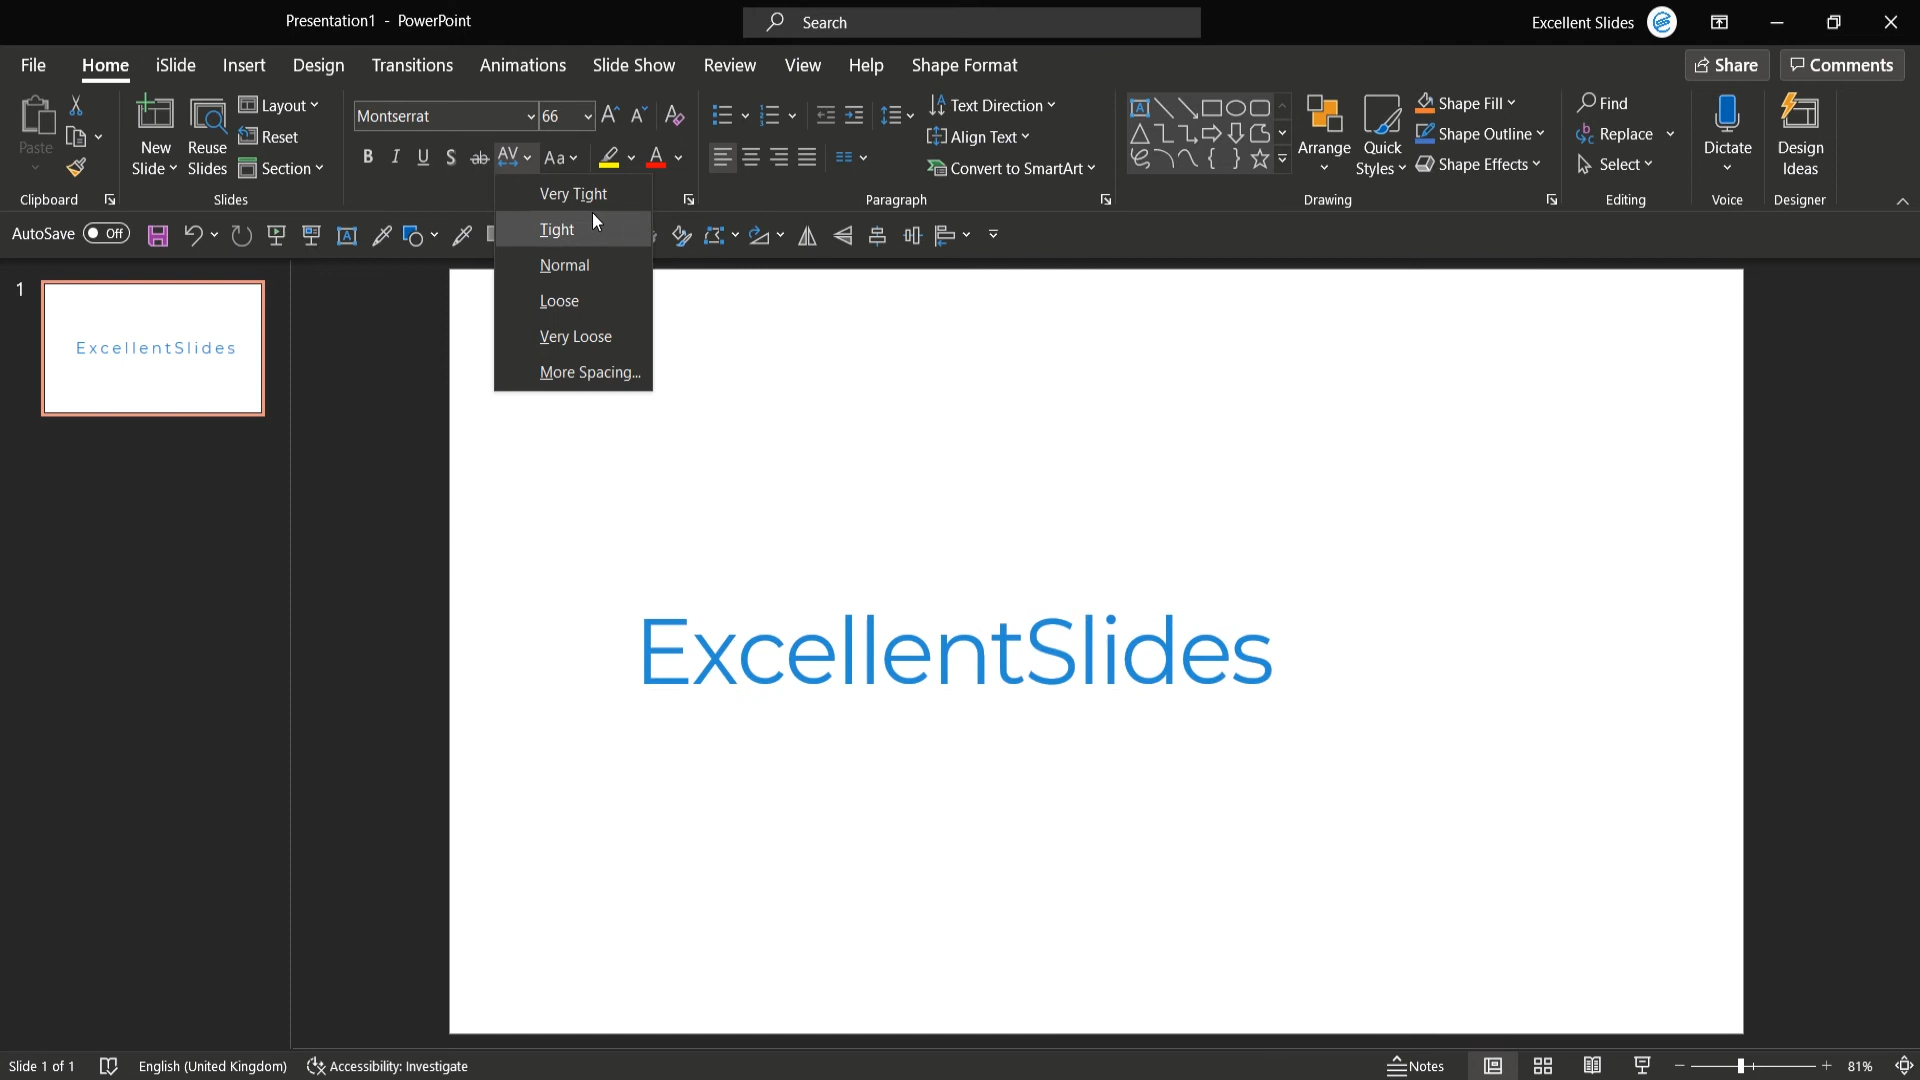 Presentation1 - PowerPoint
Search
Excellent Slides
File Home iSlide Insert Design Transitions Animations Slide Show Review View Help Shape Format
Share Comments
Paste
Clipboard
New Slide
Reuse Slides
Layout
Reset
Section
Slides
Montserrat 66
B I U S ab AV Aa A
Text Direction
Align Text
Convert to SmartArt
Paragraph
Arrange
Quick Styles
Shape Fill
Shape Outline
Shape Effects
Drawing
Find
Replace
Select
Editing
Dictate
Voice
Design Ideas
Designer
AutoSave Off
Very Tight
Tight
Normal
Loose
Very Loose
More Spacing...
1
ExcellentSlides
ExcellentSlides
Slide 1 of 1 English (United Kingdom) Accessibility: Investigate Notes 81%